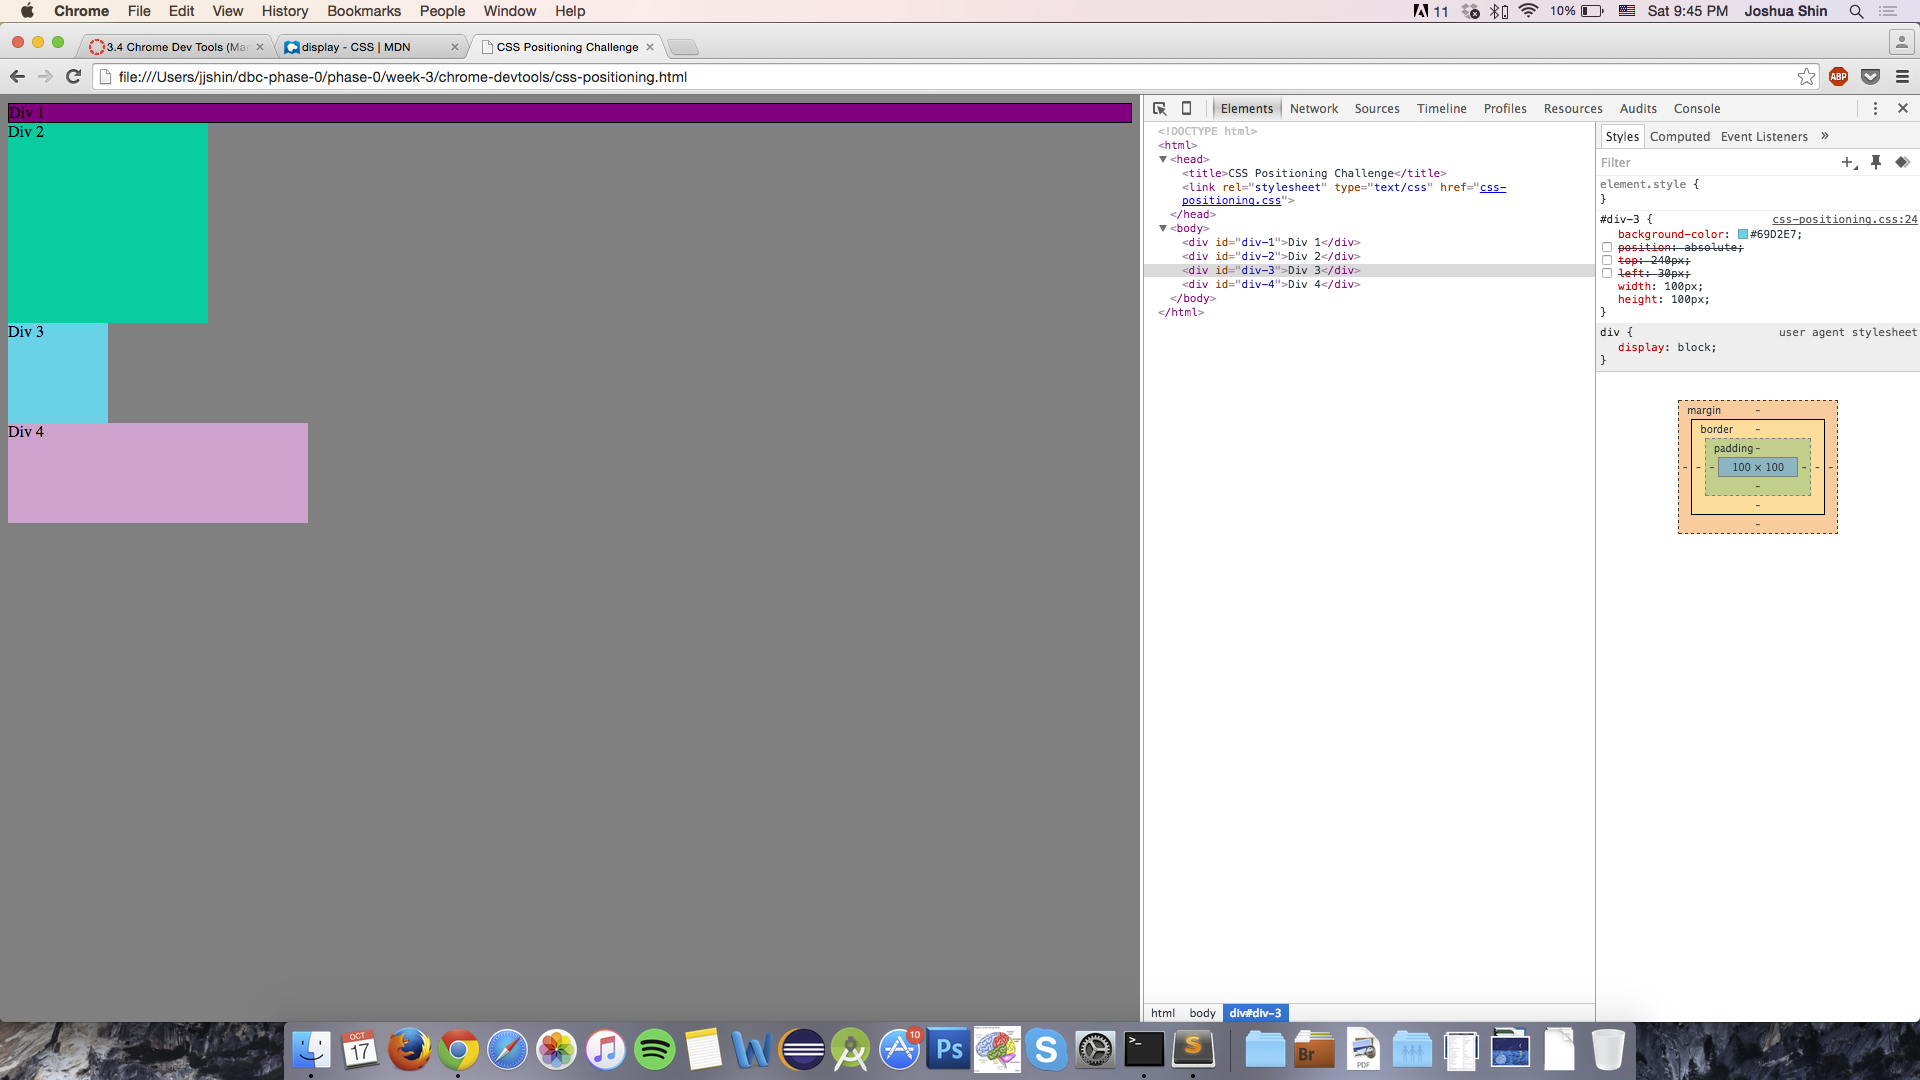 Chrome File Edit View History Bookmarks People Window Help 11 10% Sat 9:45 PM Joshua Shin
3.4 Chrome Dev Tools (Ma display - CSS | MDN CSS Positioning Challenge
file:///Users/jjshin/dbc-phase-0/phase-0/week-3/chrome-devtools/css-positioning.html ABP
Div 1
Div 2
Div 3
Div 4
Elements Network Sources Timeline Profiles Resources Audits Console
<!DOCTYPE html>
<html>
<head>
<title>CSS Positioning Challenge</title>
<link rel="stylesheet" type="text/css" href="css-
positioning.css">
</head>
<body>
<div id="div-1">Div 1</div>
<div id="div-2">Div 2</div>
<div id="div-3">Div 3</div>
<div id="div-4">Div 4</div>
</body>
</html>
html body div#div-3
Styles Computed Event Listeners »
Filter
element.style {
}
#div-3 { css-positioning.css:24
background-color: #69D2E7;
position: absolute;
top: 240px;
left: 30px;
width: 100px;
height: 100px;
}
div { user agent stylesheet
display: block;
}
margin -
border -
padding -
- - - 100 × 100 - - -
-
-
-
OCT
17
10
Ps
S
>_
S
Br
PDF